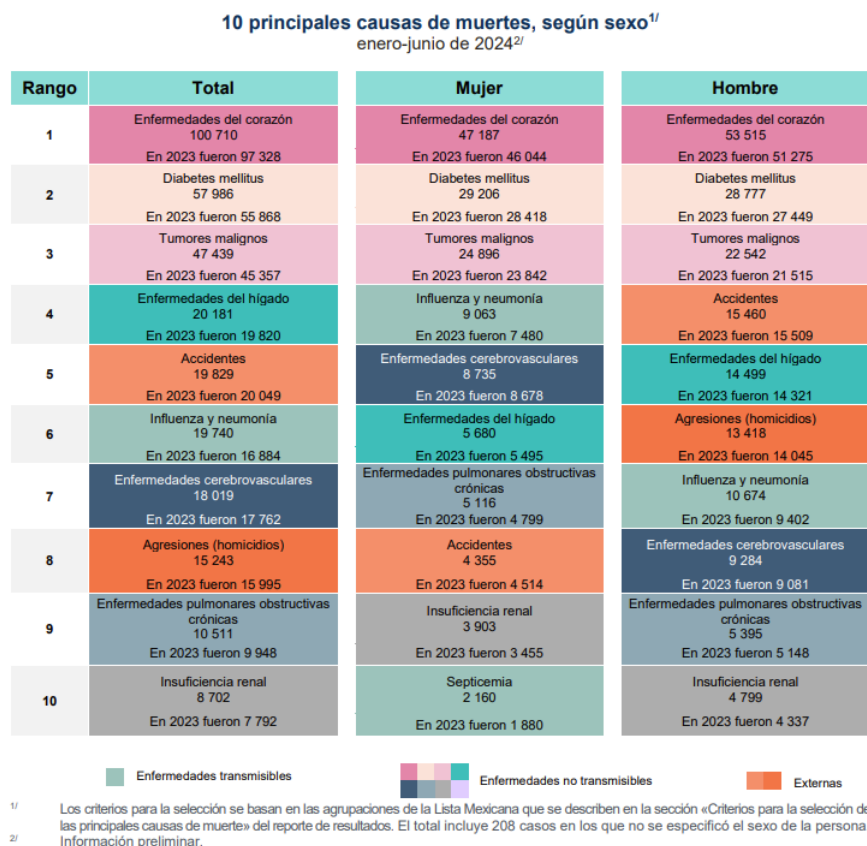 10 principales causas de muertes, según sexo1/
enero-junio de 20242/
Rango Total Mujer Hombre
1
Enfermedades del corazón
100 710
En 2023 fueron 97 328
Enfermedades del corazón
47 187
En 2023 fueron 46 044
Enfermedades del corazón
53 515
En 2023 fueron 51 275
2
Diabetes mellitus
57 986
En 2023 fueron 55 868
Diabetes mellitus
29 206
En 2023 fueron 28 418
Diabetes mellitus
28 777
En 2023 fueron 27 449
3
Tumores malignos
47 439
En 2023 fueron 45 357
Tumores malignos
24 896
En 2023 fueron 23 842
Tumores malignos
22 542
En 2023 fueron 21 515
4
Enfermedades del hígado
20 181
En 2023 fueron 19 820
Influenza y neumonía
9 063
En 2023 fueron 7 480
Accidentes
15 460
En 2023 fueron 15 509
5
Accidentes
19 829
En 2023 fueron 20 049
Enfermedades cerebrovasculares
8 735
En 2023 fueron 8 678
Enfermedades del hígado
14 499
En 2023 fueron 14 321
6
Influenza y neumonía
19 740
En 2023 fueron 16 884
Enfermedades del hígado
5 680
En 2023 fueron 5 495
Agresiones (homicidios)
13 418
En 2023 fueron 14 045
7
Enfermedades cerebrovasculares
18 019
En 2023 fueron 17 762
Enfermedades pulmonares obstructivas
crónicas
5 116
En 2023 fueron 4 799
Influenza y neumonía
10 674
En 2023 fueron 9 402
8
Agresiones (homicidios)
15 243
En 2023 fueron 15 995
Accidentes
4 355
En 2023 fueron 4 514
Enfermedades cerebrovasculares
9 284
En 2023 fueron 9 081
9
Enfermedades pulmonares obstructivas
crónicas
10 511
En 2023 fueron 9 948
Insuficiencia renal
3 903
En 2023 fueron 3 455
Enfermedades pulmonares obstructivas
crónicas
5 395
En 2023 fueron 5 148
10
Insuficiencia renal
8 702
En 2023 fueron 7 792
Septicemia
2 160
En 2023 fueron 1 880
Insuficiencia renal
4 799
En 2023 fueron 4 337
Enfermedades transmisibles Enfermedades no transmisibles Externas
1/ Los criterios para la selección se basan en las agrupaciones de la Lista Mexicana que se describen en la sección «Criterios para la selección de
las principales causas de muerte» del reporte de resultados. El total incluye 208 casos en los que no se especificó el sexo de la persona
2/ Información preliminar.